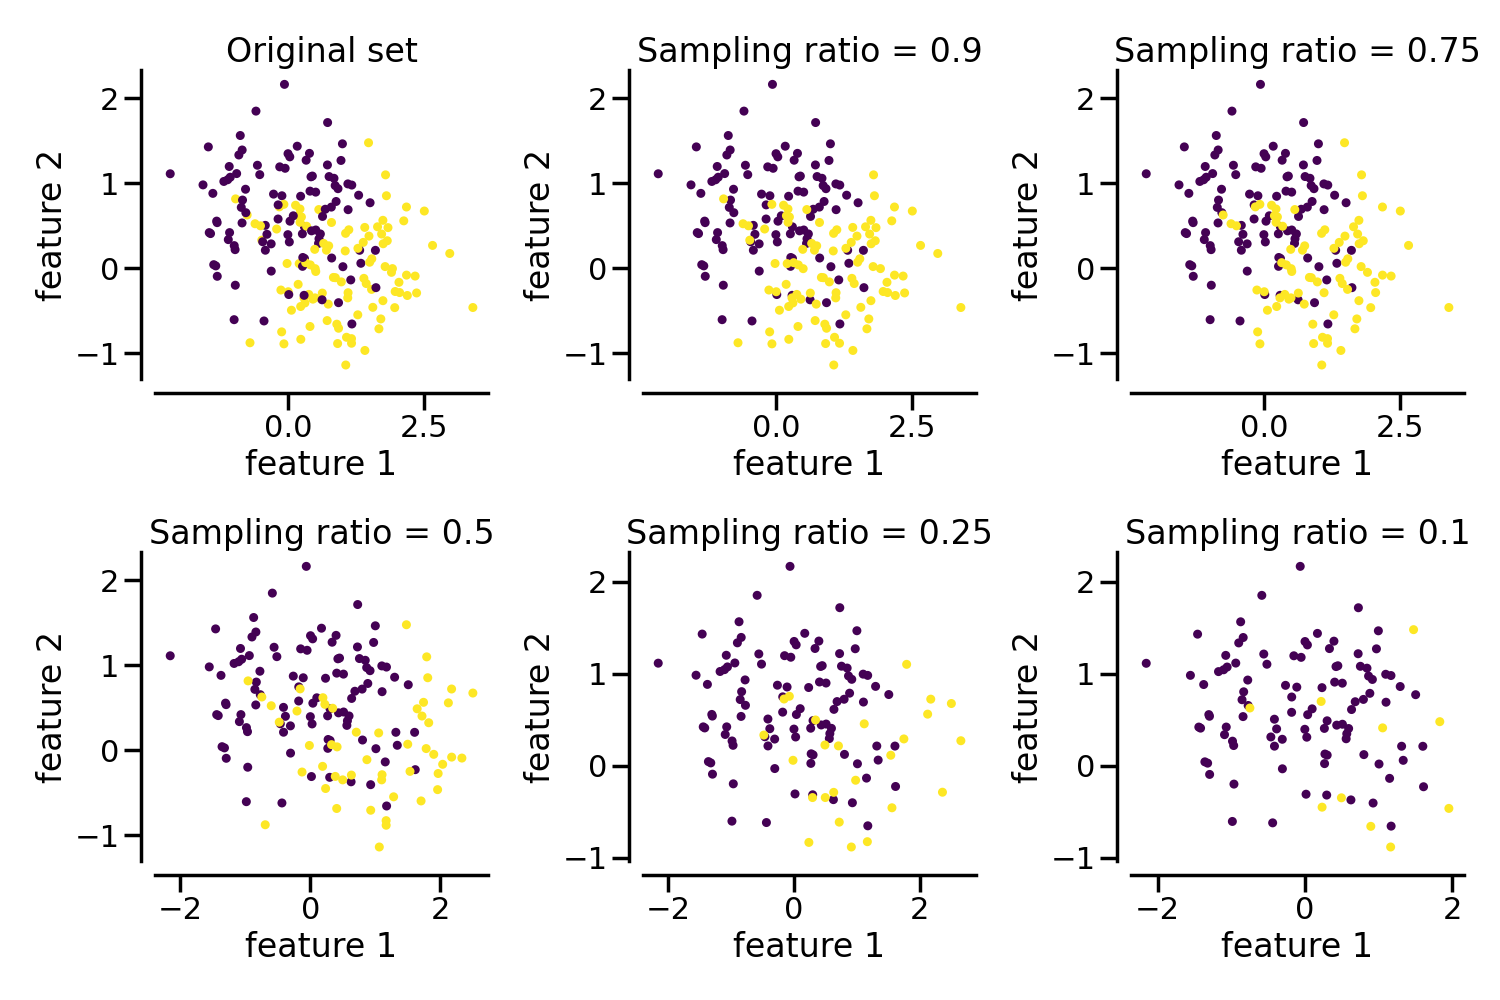 Original set
Sampling ratio = 0.9
Sampling ratio = 0.75
feature 2
2
1
0
−1
0.0
2.5
feature 1
feature 2
2
1
0
−1
0.0
2.5
feature 1
feature 2
2
1
0
−1
0.0
2.5
feature 1
Sampling ratio = 0.5
Sampling ratio = 0.25
Sampling ratio = 0.1
feature 2
2
1
0
−1
−2
0
2
feature 1
feature 2
2
1
0
−1
−2
0
2
feature 1
feature 2
2
1
0
−1
−2
0
2
feature 1